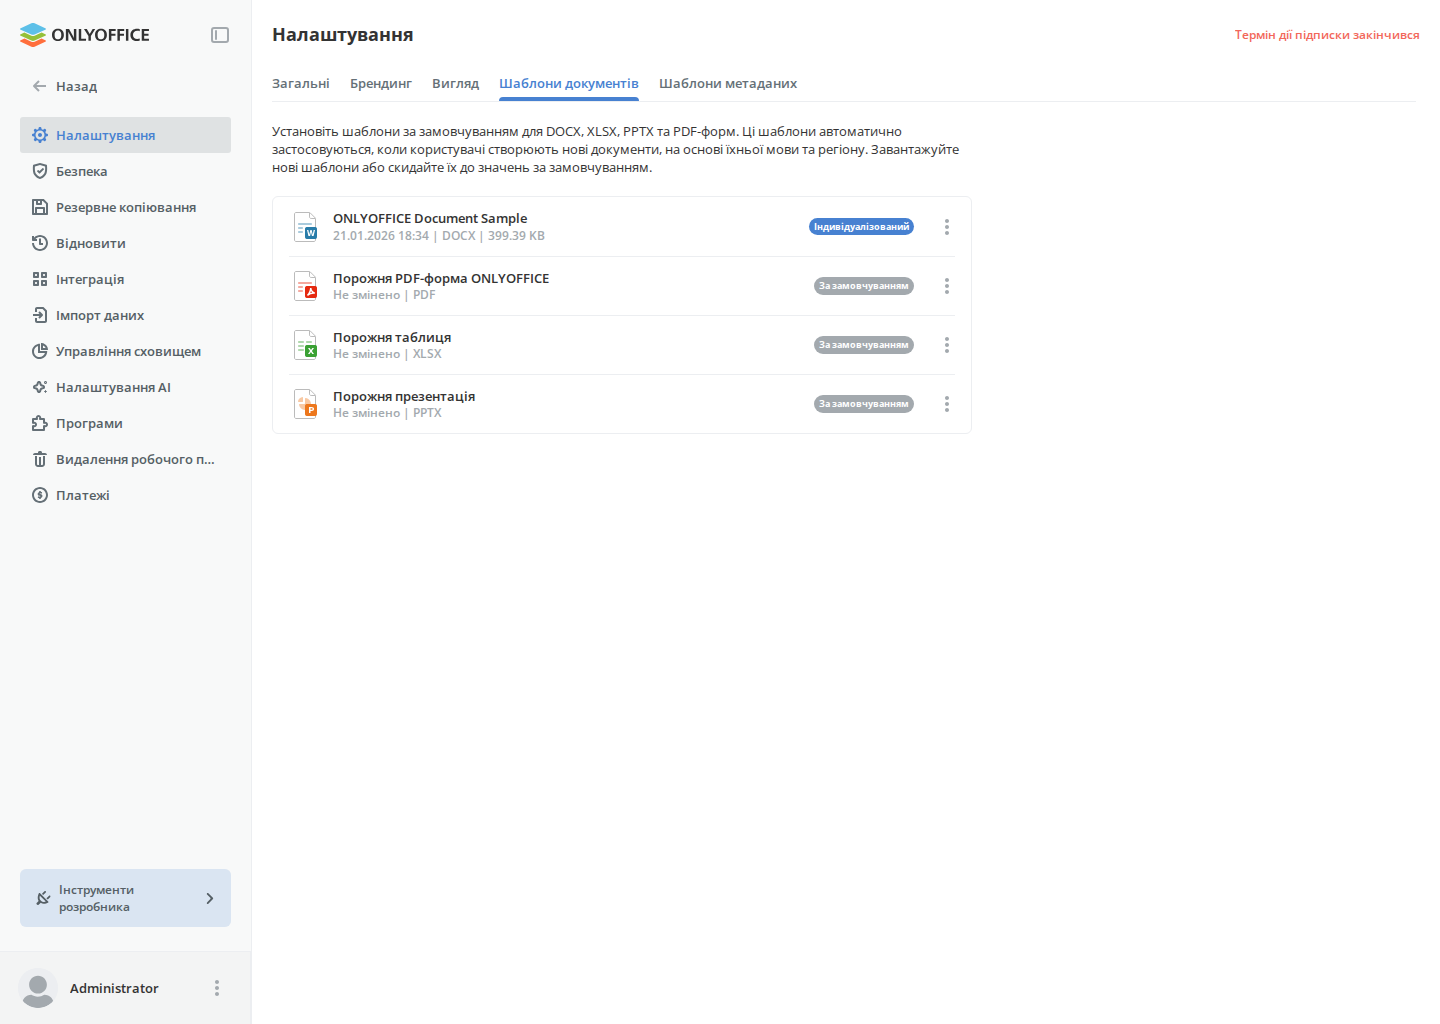 ONLYOFFICE
Назад
Налаштування
Безпека
Резервне копіювання
Відновити
Інтеграція
Імпорт даних
Управління сховищем
Налаштування AI
Програми
Видалення робочого п...
Платежі
Інструменти
розробника
Administrator
Налаштування
Термін дії підписки закінчився
Загальні
Брендинг
Вигляд
Шаблони документів
Шаблони метаданих
Установіть шаблони за замовчуванням для DOCX, XLSX, PPTX та PDF-форм. Ці шаблони автоматично
застосовуються, коли користувачі створюють нові документи, на основі їхньої мови та регіону. Завантажуйте
нові шаблони або скидайте їх до значень за замовчуванням.
ONLYOFFICE Document Sample
21.01.2026 18:34 | DOCX | 399.39 KB
Індивідуалізований
Порожня PDF-форма ONLYOFFICE
Не змінено | PDF
За замовчуванням
Порожня таблиця
Не змінено | XLSX
За замовчуванням
Порожня презентація
Не змінено | PPTX
За замовчуванням